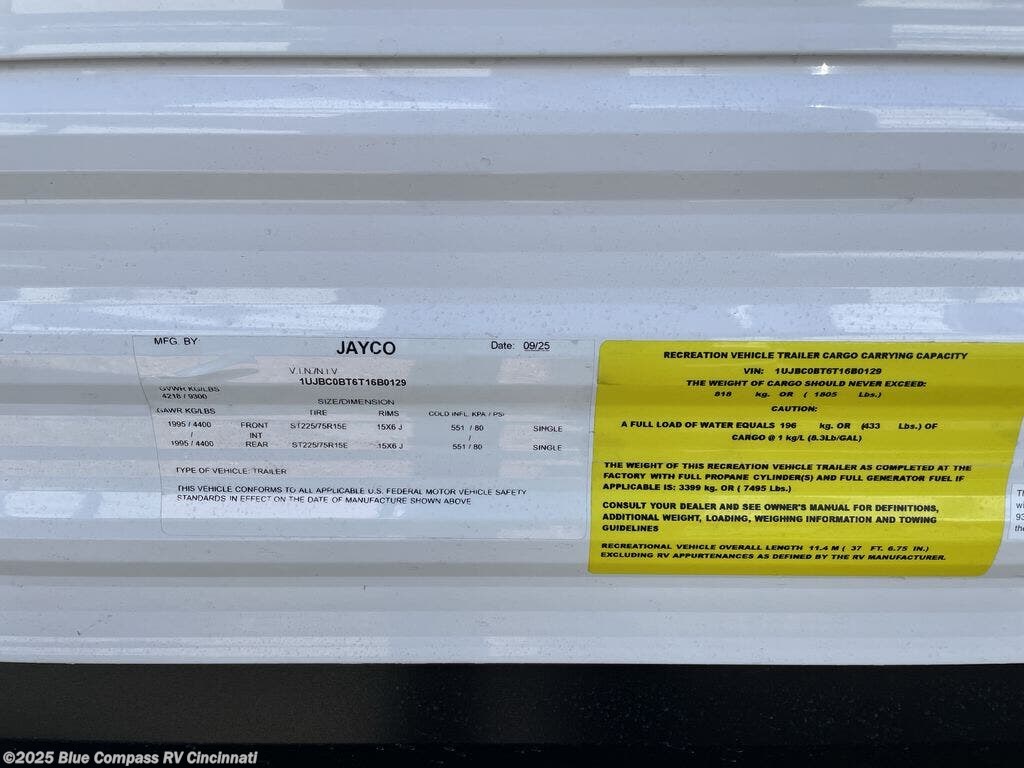 MFG. BY: JAYCO Date: 09/25
V.I.N/N.I.V
1UJBC0BT6T16B0129
GVWR KG/LBS
4218 / 9300
SIZE/DIMENSION
GAWR KG/LBS TIRE RIMS COLD INFL. KPA / PSI
1995 / 4400 FRONT ST225/75R15E 15X6 J 551 / 80 SINGLE
/ INT /
1995 / 4400 REAR ST225/75R15E 15X6 J 551 / 80 SINGLE
TYPE OF VEHICLE: TRAILER
THIS VEHICLE CONFORMS TO ALL APPLICABLE U.S. FEDERAL MOTOR VEHICLE SAFETY
STANDARDS IN EFFECT ON THE DATE OF MANUFACTURE SHOWN ABOVE
RECREATION VEHICLE TRAILER CARGO CARRYING CAPACITY
VIN: 1UJBC0BT6T16B0129
THE WEIGHT OF CARGO SHOULD NEVER EXCEED:
818 kg. OR ( 1805 Lbs.)
CAUTION:
A FULL LOAD OF WATER EQUALS 196 kg. OR (433 Lbs.) OF
CARGO @ 1 kg/L (8.3Lb/GAL)
THE WEIGHT OF THIS RECREATION VEHICLE TRAILER AS COMPLETED AT THE
FACTORY WITH FULL PROPANE CYLINDER(S) AND FULL GENERATOR FUEL IF
APPLICABLE IS: 3399 kg. OR ( 7495 Lbs.)
CONSULT YOUR DEALER AND SEE OWNER'S MANUAL FOR DEFINITIONS,
ADDITIONAL WEIGHT, LOADING, WEIGHING INFORMATION AND TOWING
GUIDELINES
RECREATIONAL VEHICLE OVERALL LENGTH 11.4 M ( 37 FT. 6.75 IN.)
EXCLUDING RV APPURTENANCES AS DEFINED BY THE RV MANUFACTURER.
©2025 Blue Compass RV Cincinnati